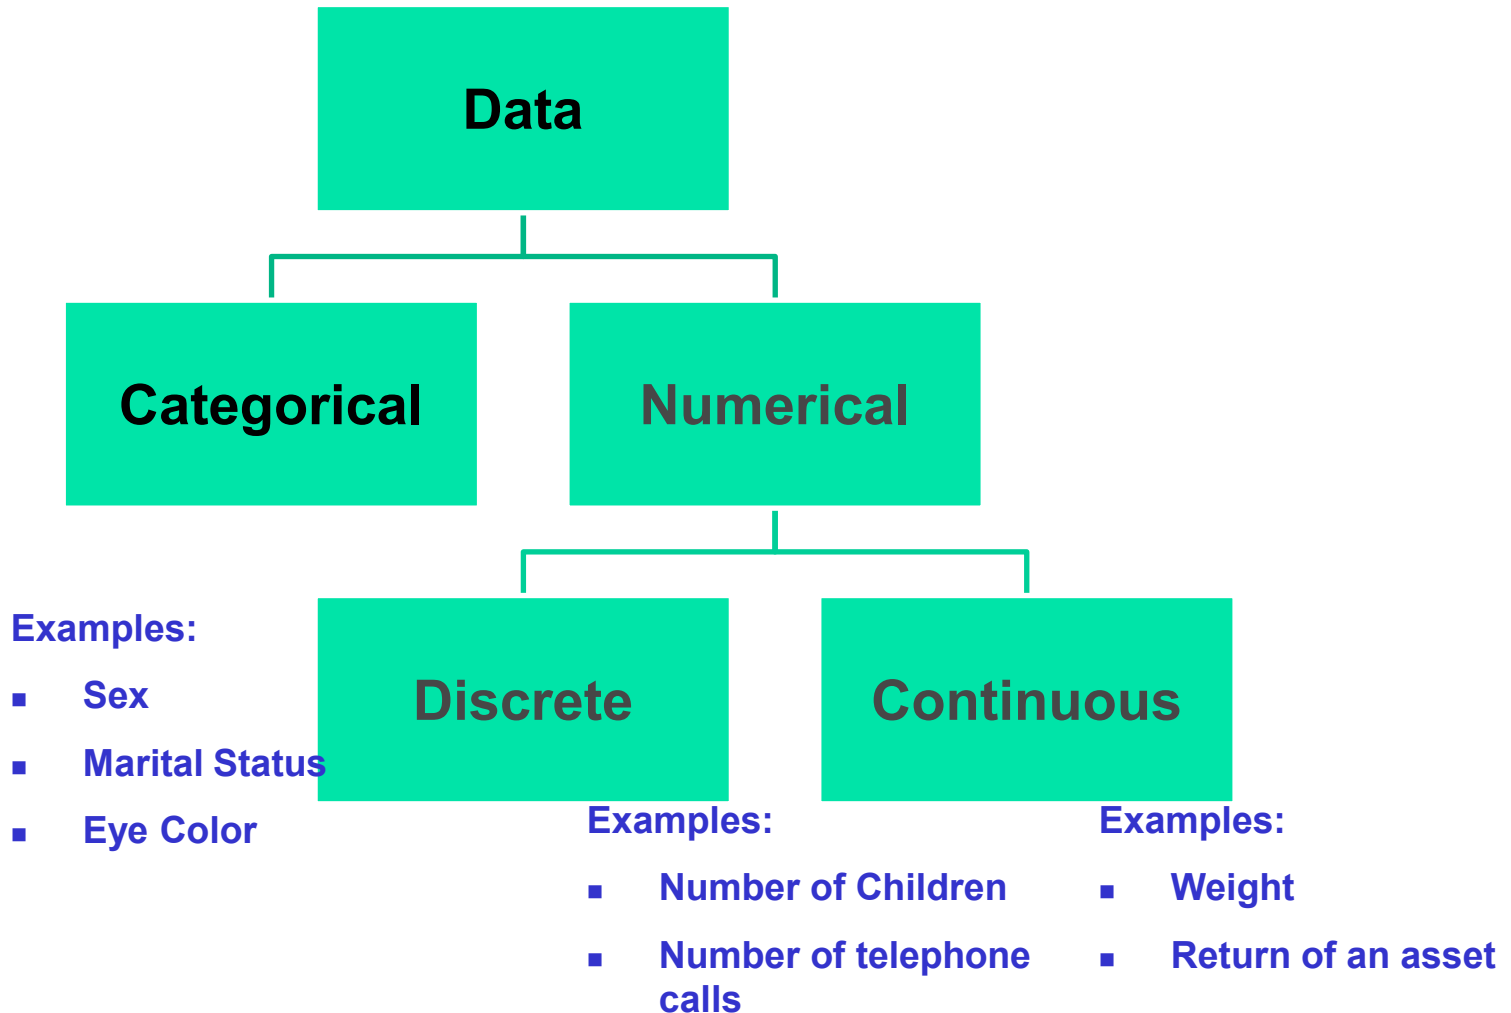 Data
Categorical
Numerical
Discrete
Continuous
Examples:
▪ Sex
▪ Marital Status
▪ Eye Color
Examples:
▪ Number of Children
▪ Number of telephone
calls
Examples:
▪ Weight
▪ Return of an asset